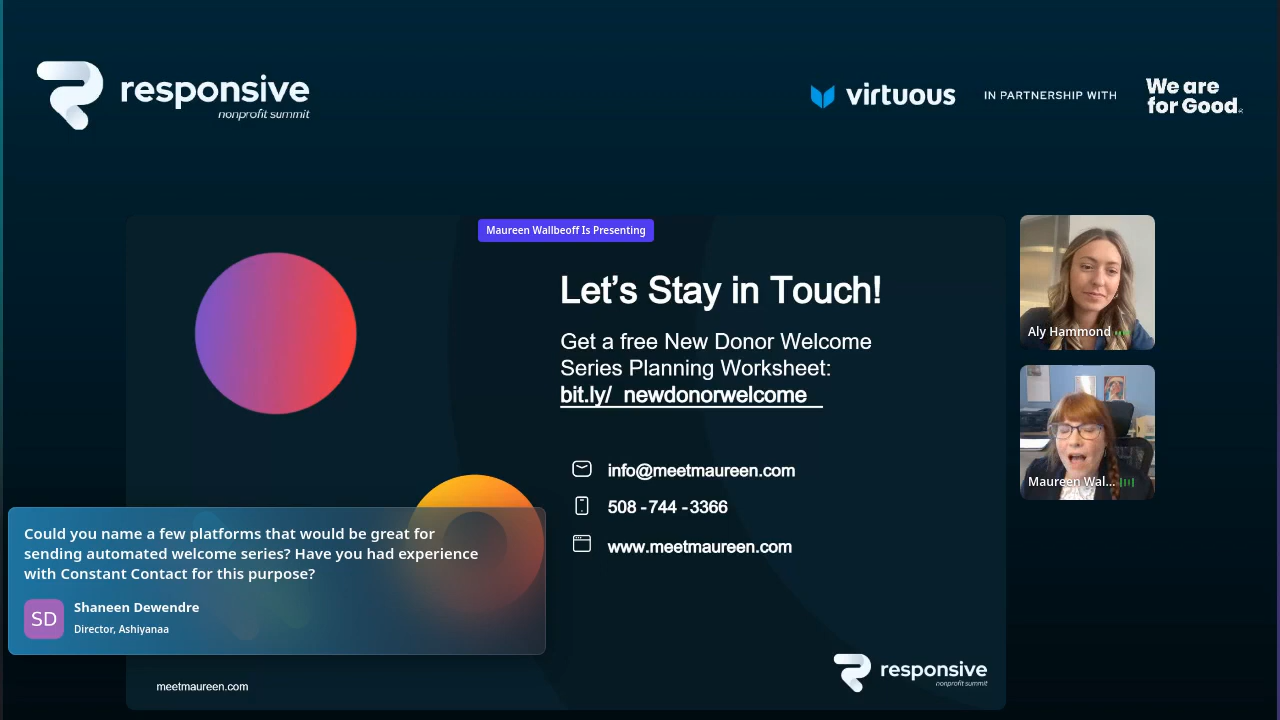 responsive
nonprofit summit
virtuous
IN PARTNERSHIP WITH
We are
for Good.
Maureen Wallbeoff Is Presenting
Let's Stay in Touch!
Get a free New Donor Welcome
Series Planning Worksheet:
bit.ly/ newdonorwelcome
info@meetmaureen.com
508 -744 -3366
www.meetmaureen.com
Aly Hammond
Maureen Wal...
Could you name a few platforms that would be great for
sending automated welcome series? Have you had experience
with Constant Contact for this purpose?
SD
Shaneen Dewendre
Director, Ashiyanaa
meetmaureen.com
responsive
nonprofit summit